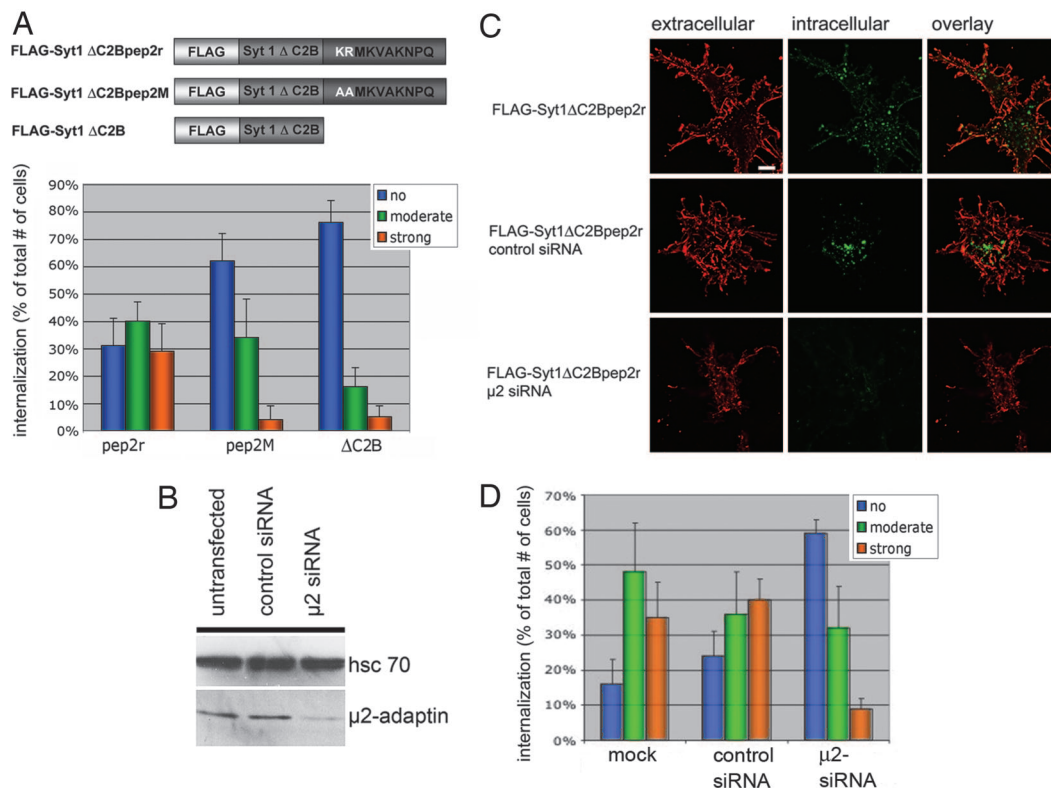 A
FLAG-Syt1 ΔC2Bpep2r
FLAG
Syt 1 Δ C2B
KRMKVAKNPQ
FLAG-Syt1 ΔC2Bpep2M
FLAG
Syt 1 Δ C2B
AAMKVAKNPQ
FLAG-Syt1 ΔC2B
FLAG
Syt 1 Δ C2B
internalization (% of total # of cells)
90%
80%
70%
60%
50%
40%
30%
20%
10%
0%
no
moderate
strong
pep2r
pep2M
ΔC2B
B
untransfected
control siRNA
μ2 siRNA
hsc 70
μ2-adaptin
C
extracellular
intracellular
overlay
FLAG-Syt1ΔC2Bpep2r
FLAG-Syt1ΔC2Bpep2r
control siRNA
FLAG-Syt1ΔC2Bpep2r
μ2 siRNA
D
internalization (% of total # of cells)
70%
60%
50%
40%
30%
20%
10%
0%
no
moderate
strong
mock
control
siRNA
μ2-
siRNA